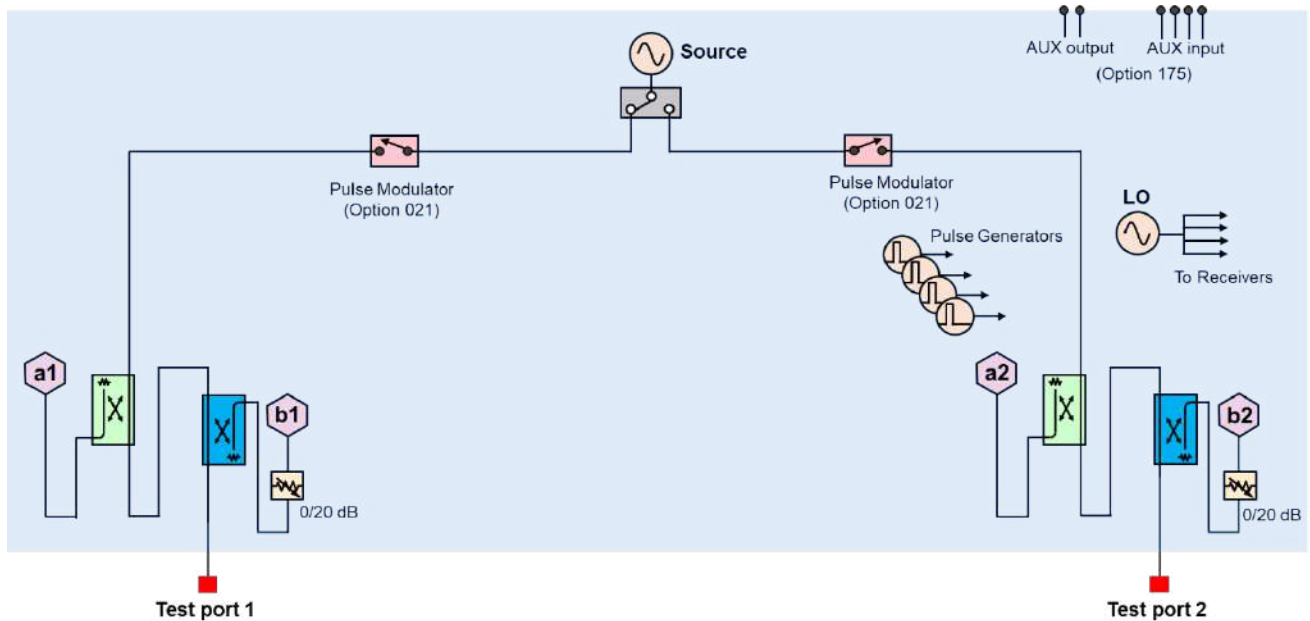 AUX output
AUX input
(Option 175)
Source
Pulse Modulator
(Option 021)
Pulse Modulator
(Option 021)
LO
Pulse Generators
To Receivers
a1
b1
0/20 dB
a2
b2
0/20 dB
Test port 1
Test port 2